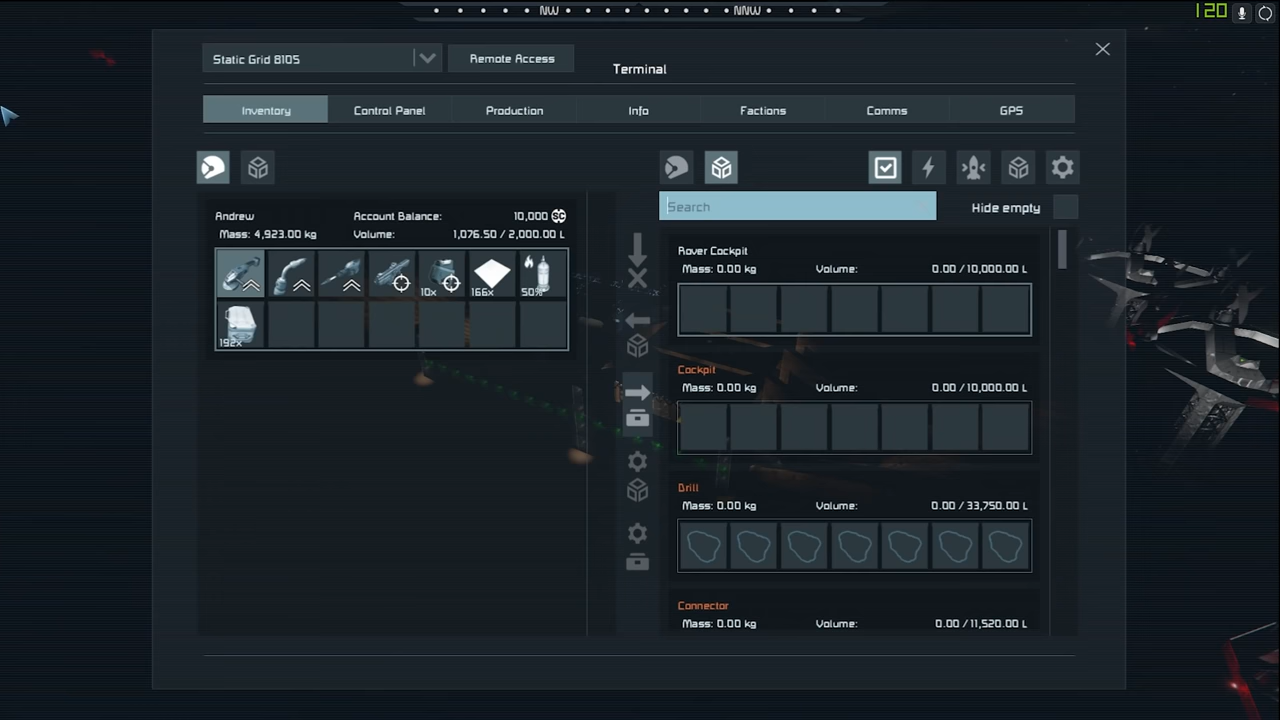 NW NNW
120
Static Grid 8105
Remote Access
Terminal
Inventory
Control Panel
Production
Info
Factions
Comms
GPS
Andrew
Account Balance: 10,000 SC
Mass: 4,923.00 kg
Volume: 1,076.50 / 2,000.00 L
10x
166x
50%
192x
Search
Hide empty
Rover Cockpit
Mass: 0.00 kg
Volume: 0.00 / 10,000.00 L
Cockpit
Mass: 0.00 kg
Volume: 0.00 / 10,000.00 L
Drill
Mass: 0.00 kg
Volume: 0.00 / 33,750.00 L
Connector
Mass: 0.00 kg
Volume: 0.00 / 11,520.00 L